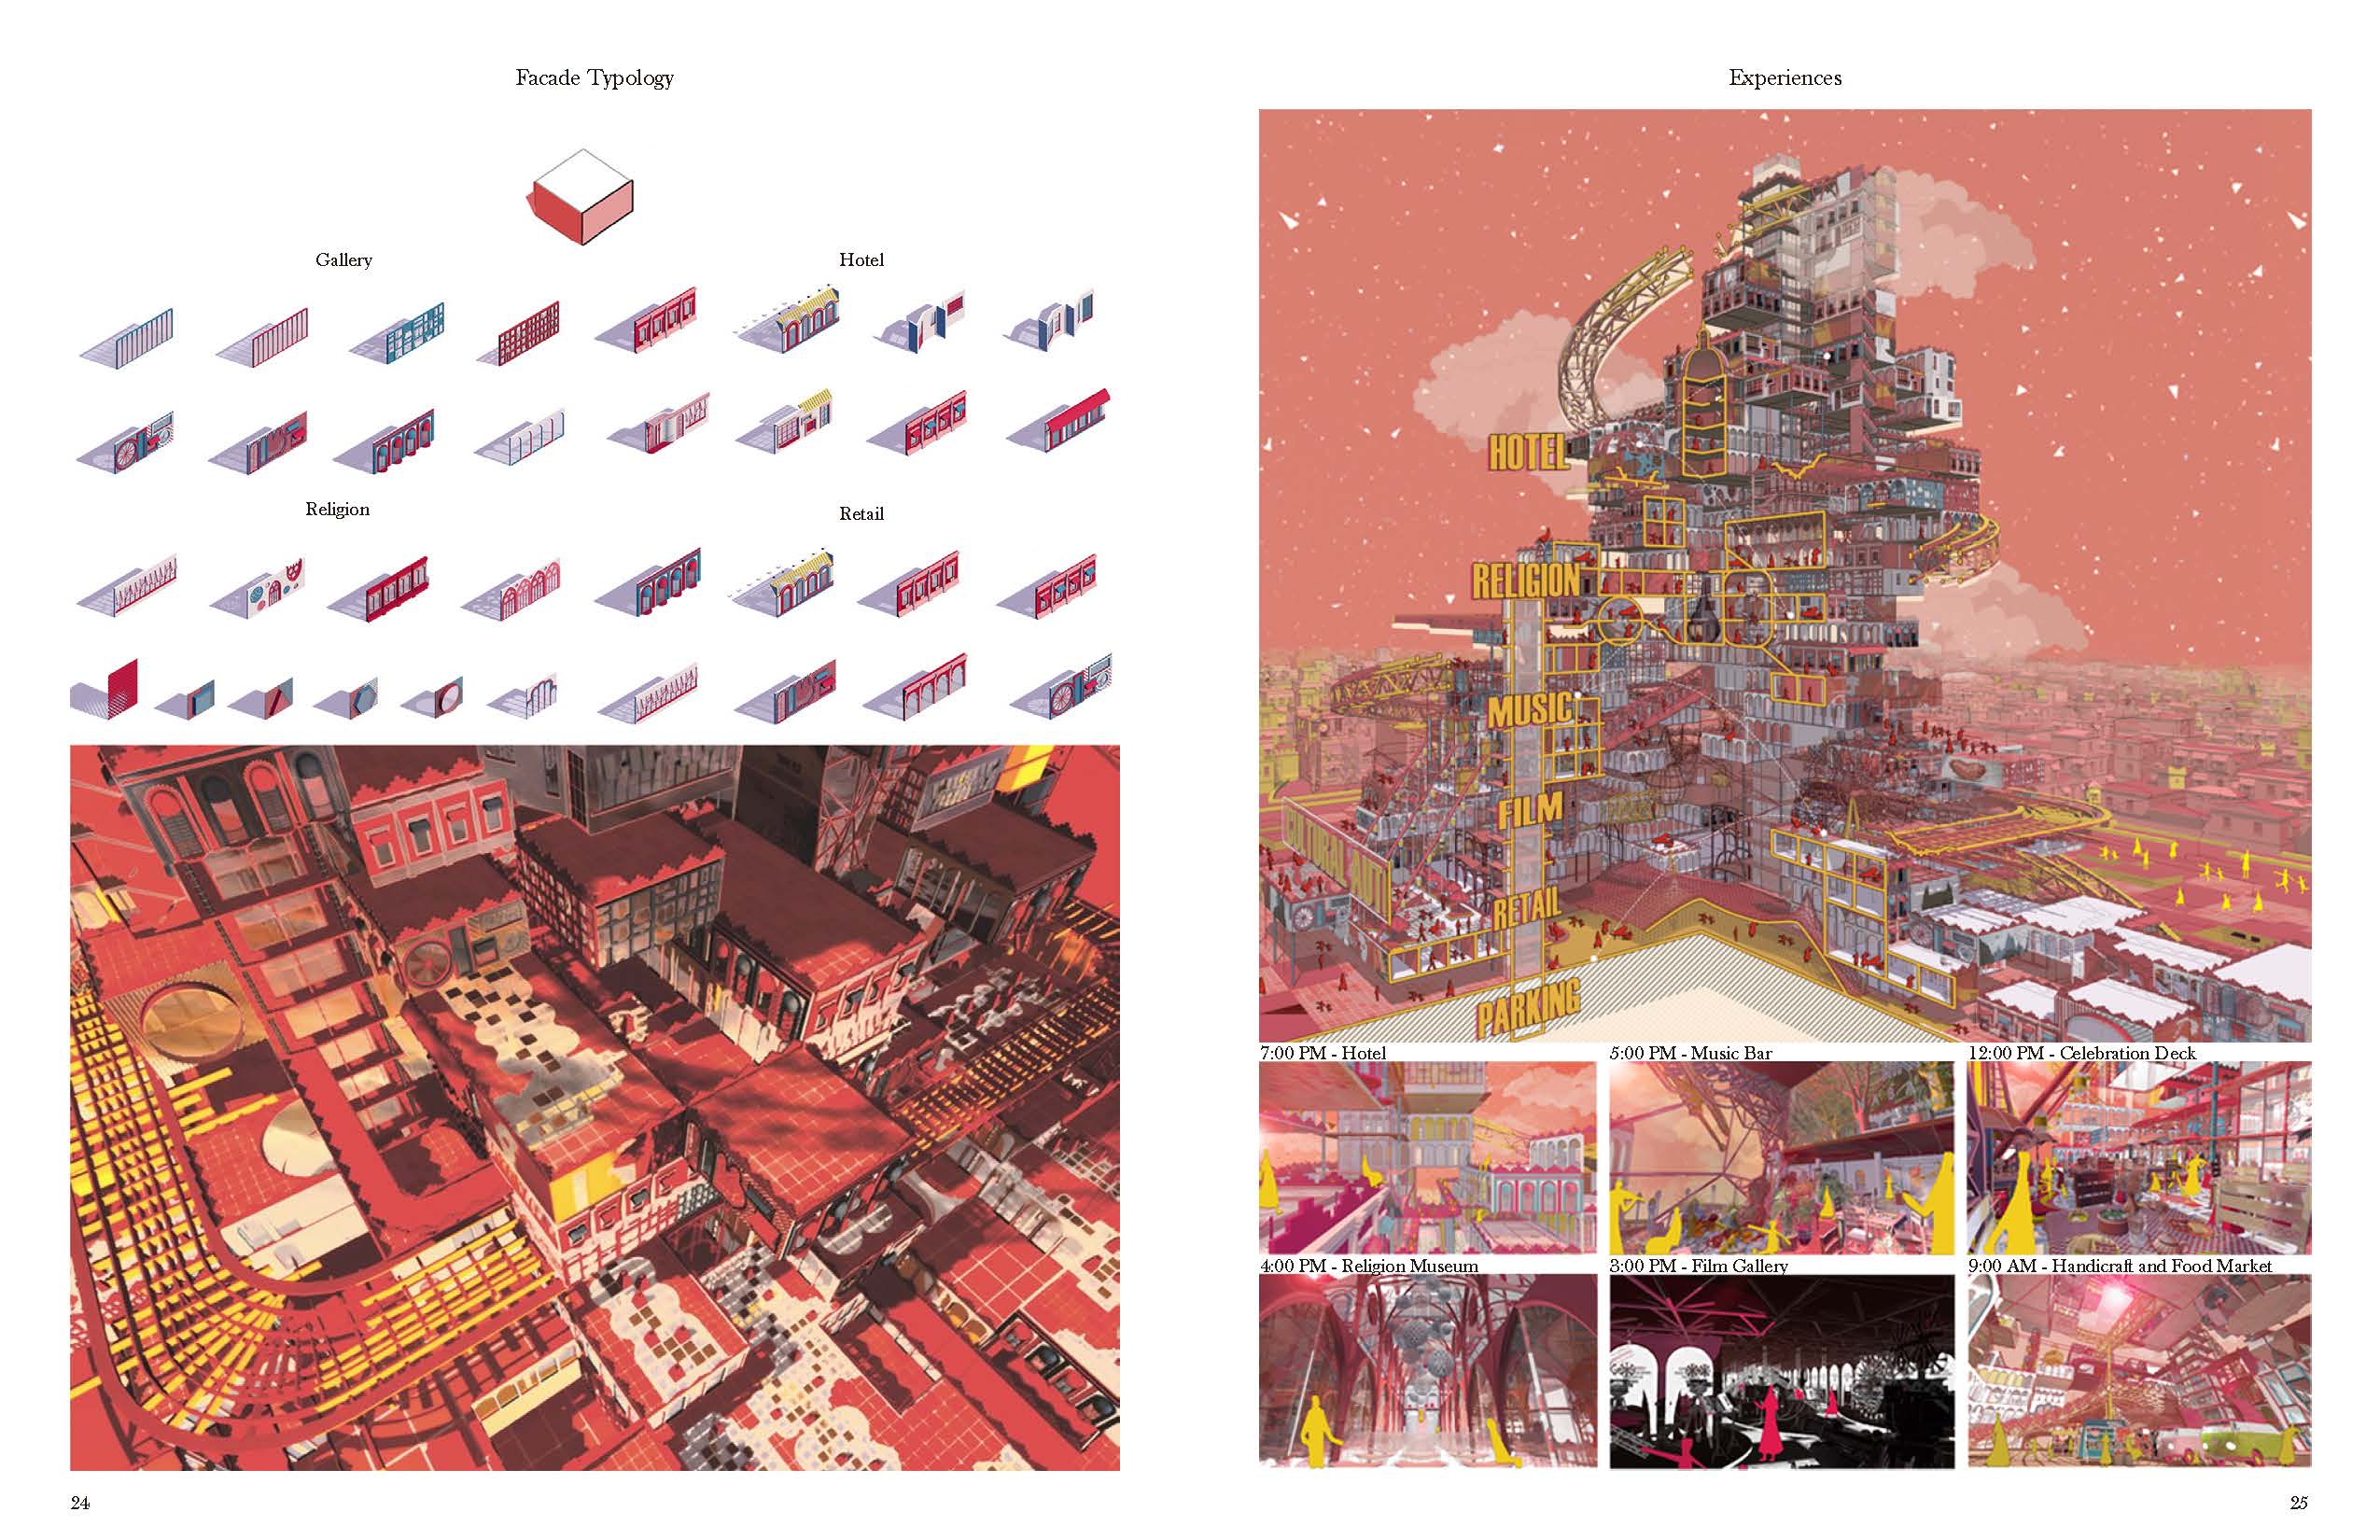 Facade Typology
Gallery
Hotel
Religion
Retail
24
Experiences
HOTEL
RELIGION
MUSIC
FILM
RETAIL
PARKING
7:00 PM - Hotel
5:00 PM - Music Bar
12:00 PM - Celebration Deck
4:00 PM - Religion Museum
3:00 PM - Film Gallery
9:00 AM - Handicraft and Food Market
25